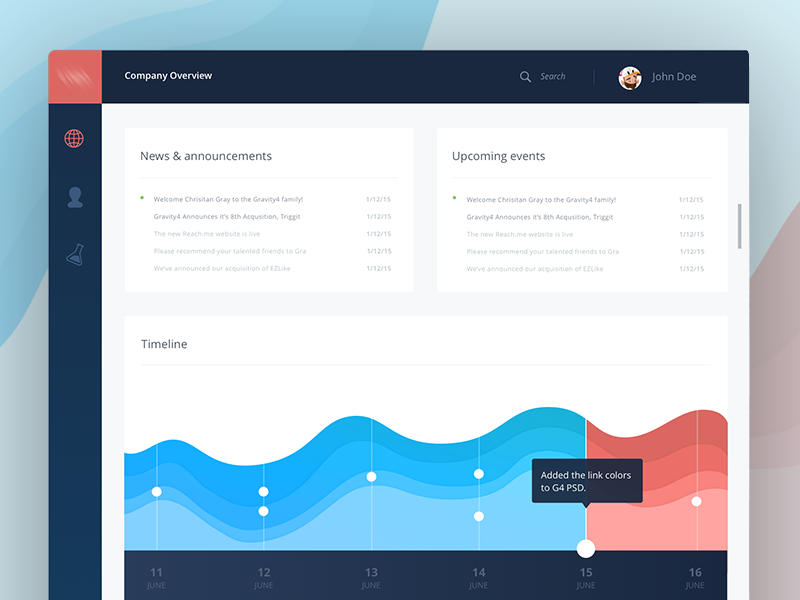 Company Overview
Search
John Doe
News & announcements
Welcome Chrisitan Gray to the Gravity4 family! 1/12/15
Gravity4 Announces it's 8th Acqusition, Triggit 1/12/15
The new Reach.me website is live 1/12/15
Please recommend your talented friends to Gra 1/12/15
We've announced our acquisition of EZLike 1/12/15
Upcoming events
Welcome Chrisitan Gray to the Gravity4 family! 1/12/15
Gravity4 Announces it's 8th Acqusition, Triggit 1/12/15
The new Reach.me website is live 1/12/15
Please recommend your talented friends to Gra 1/12/15
We've announced our acquisition of EZLike 1/12/15
Timeline
Added the link colors
to G4 PSD.
11 12 13 14 15 16
JUNE JUNE JUNE JUNE JUNE JUNE